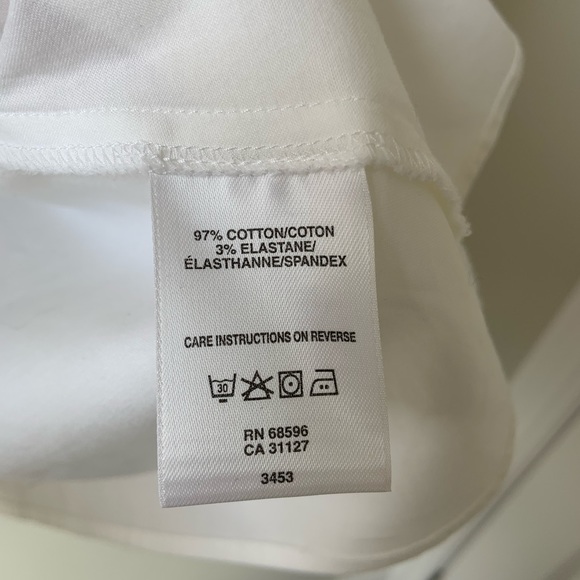 97% COTTON/COTON
3% ELASTANE/
ÉLASTHANNE/SPANDEX
CARE INSTRUCTIONS ON REVERSE
30
RN 68596
CA 31127
3453